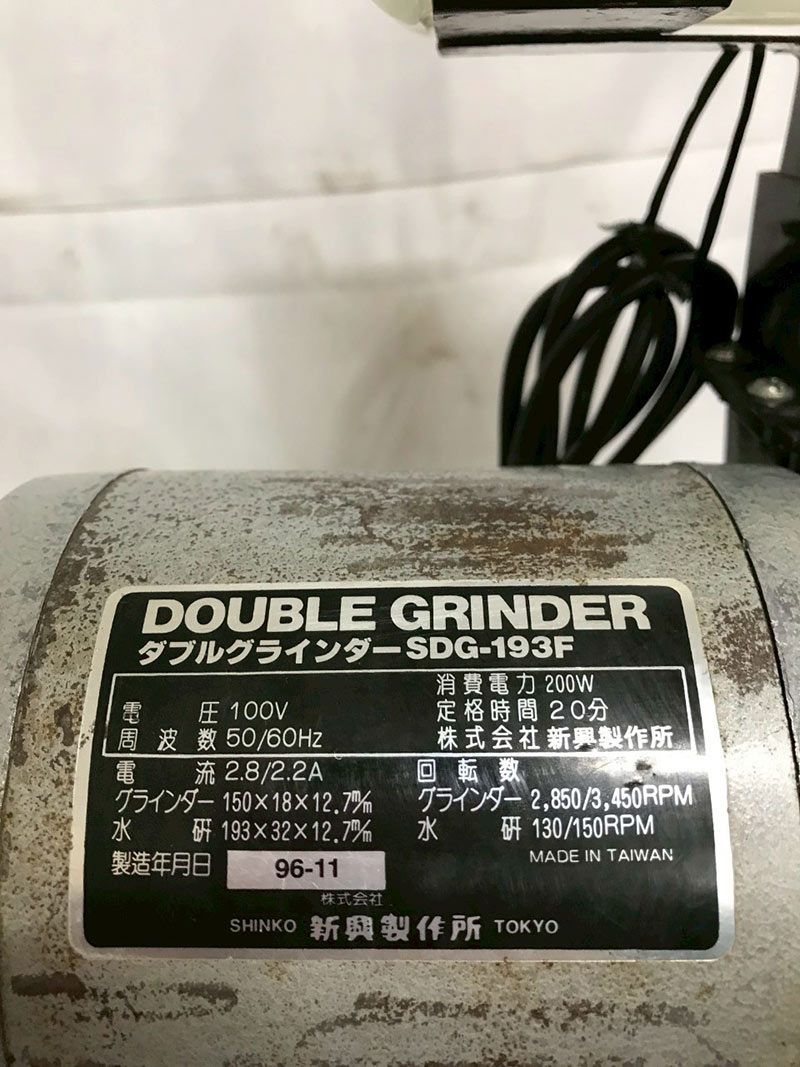 DOUBLE GRINDER
ダブルグラインダー SDG-193F
消費電力 200W
電圧 100V 定格時間 20分
周波数 50/60Hz 株式会社 新興製作所
電流 2.8/2.2A 回転数
グラインダー 150×18×12.7m/m グラインダー 2,850/3,450RPM
水研 193×32×12.7m/m 水研 130/150RPM
製造年月日 96-11 MADE IN TAIWAN
株式会社
SHINKO 新興製作所 TOKYO